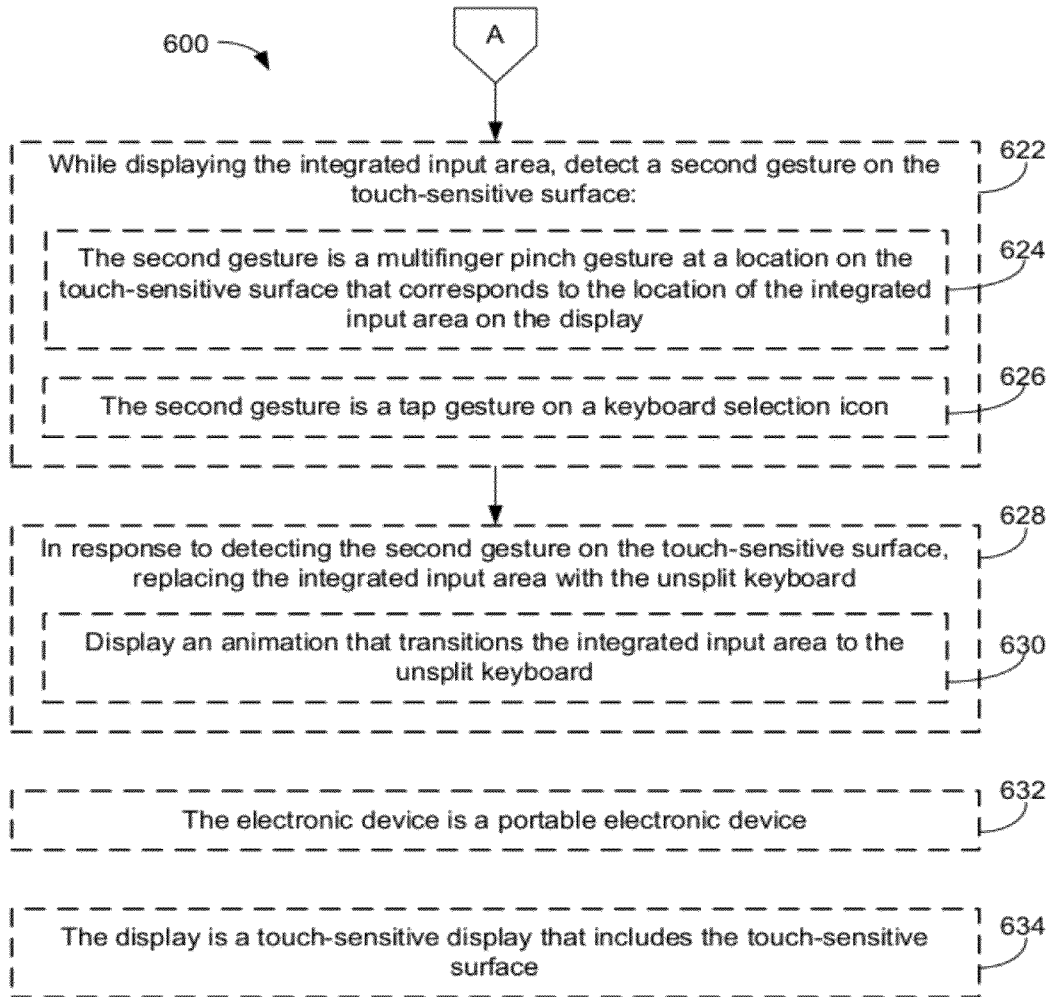 600
A
While displaying the integrated input area, detect a second gesture on the
touch-sensitive surface:
622
The second gesture is a multifinger pinch gesture at a location on the
touch-sensitive surface that corresponds to the location of the integrated
input area on the display
624
The second gesture is a tap gesture on a keyboard selection icon
626
In response to detecting the second gesture on the touch-sensitive surface,
replacing the integrated input area with the unsplit keyboard
628
Display an animation that transitions the integrated input area to the
unsplit keyboard
630
The electronic device is a portable electronic device
632
The display is a touch-sensitive display that includes the touch-sensitive
surface
634